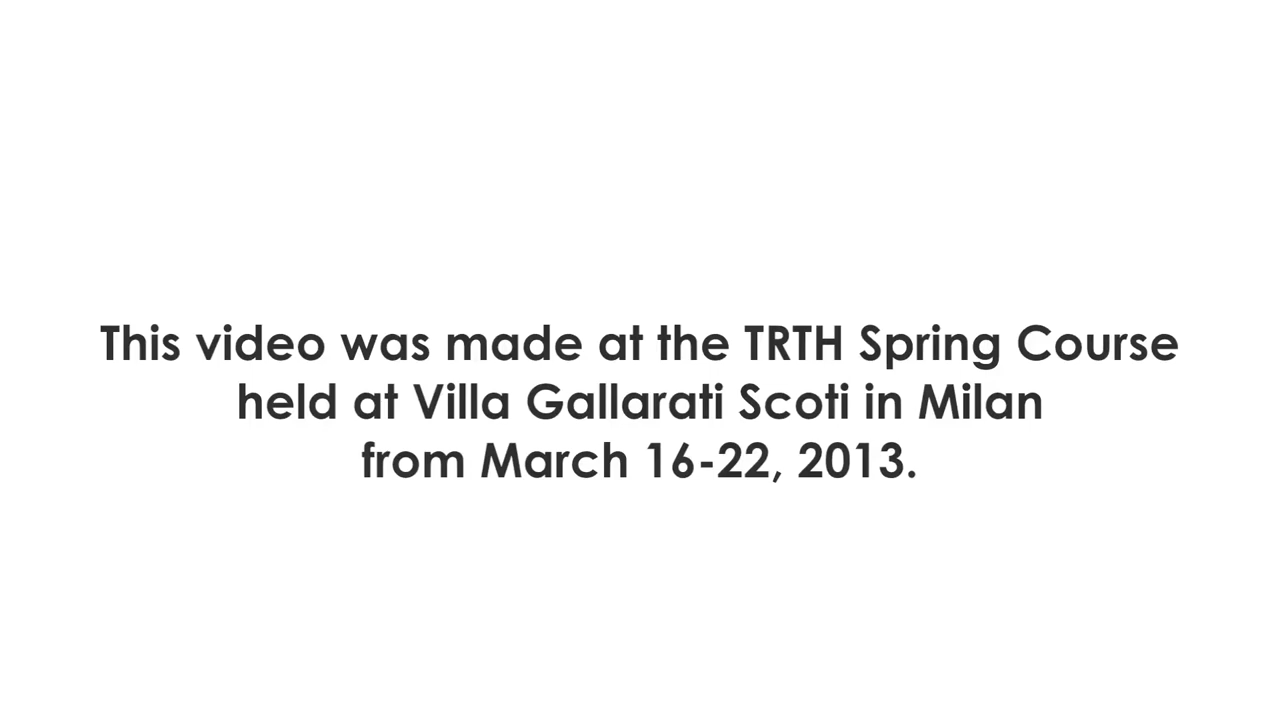 This video was made at the TRTH Spring Course
held at Villa Gallarati Scoti in Milan
from March 16-22, 2013.